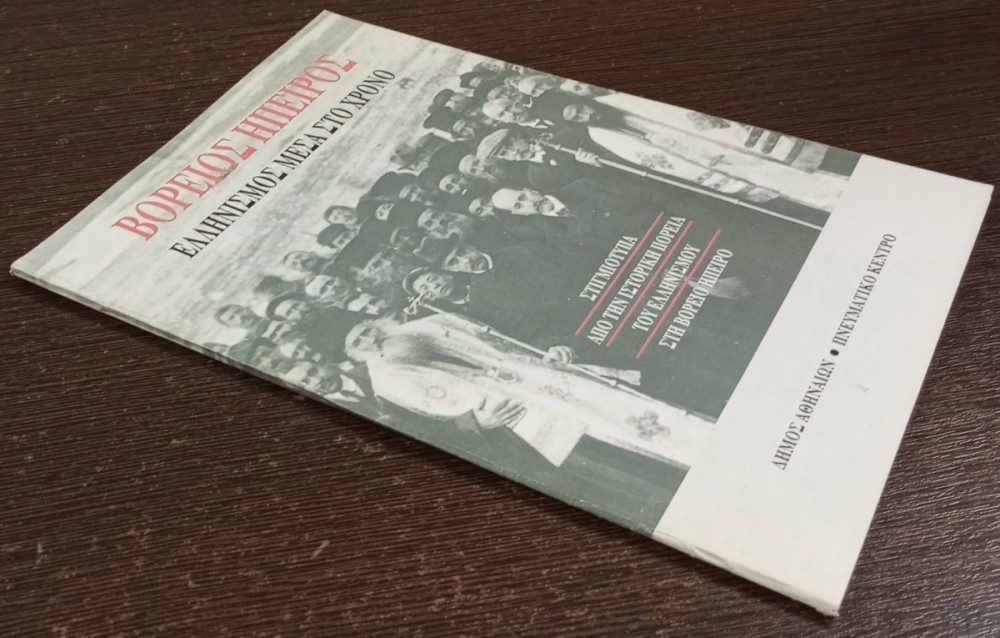 ΒΟΡΕΙΟΣ ΗΠΕΙΡΟΣ
ΕΛΛΗΝΙΣΜΟΣ ΜΕΣΑ ΣΤΟ ΧΡΟΝΟ
ΣΤΙΓΜΙΟΤΥΠΑ
ΑΠΟ ΤΗΝ ΙΣΤΟΡΙΚΗ ΠΟΡΕΙΑ
ΤΟΥ ΕΛΛΗΝΙΣΜΟΥ
ΣΤΗ ΒΟΡΕΙΟ ΗΠΕΙΡΟ
ΔΗΜΟΣ ΑΘΗΝΑΙΩΝ • ΠΝΕΥΜΑΤΙΚΟ ΚΕΝΤΡΟ